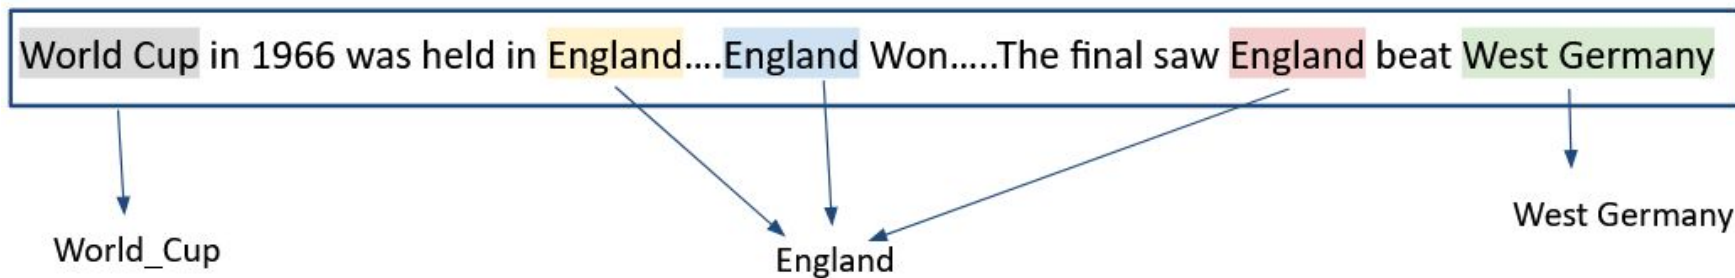 World Cup in 1966 was held in England....England Won.....The final saw England beat West Germany
West Germany
World_Cup
England